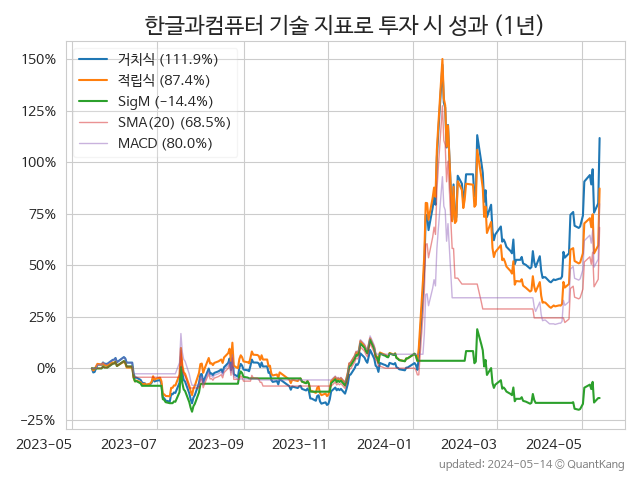 한글과컴퓨터 기술 지표로 투자 시 성과 (1년)
150%
125%
100%
75%
50%
25%
0%
−25%
거치식 (111.9%)
적립식 (87.4%)
SigM (−14.4%)
SMA(20) (68.5%)
MACD (80.0%)
2023-05 2023-07 2023-09 2023-11 2024-01 2024-03 2024-05
updated: 2024-05-14 © QuantKang